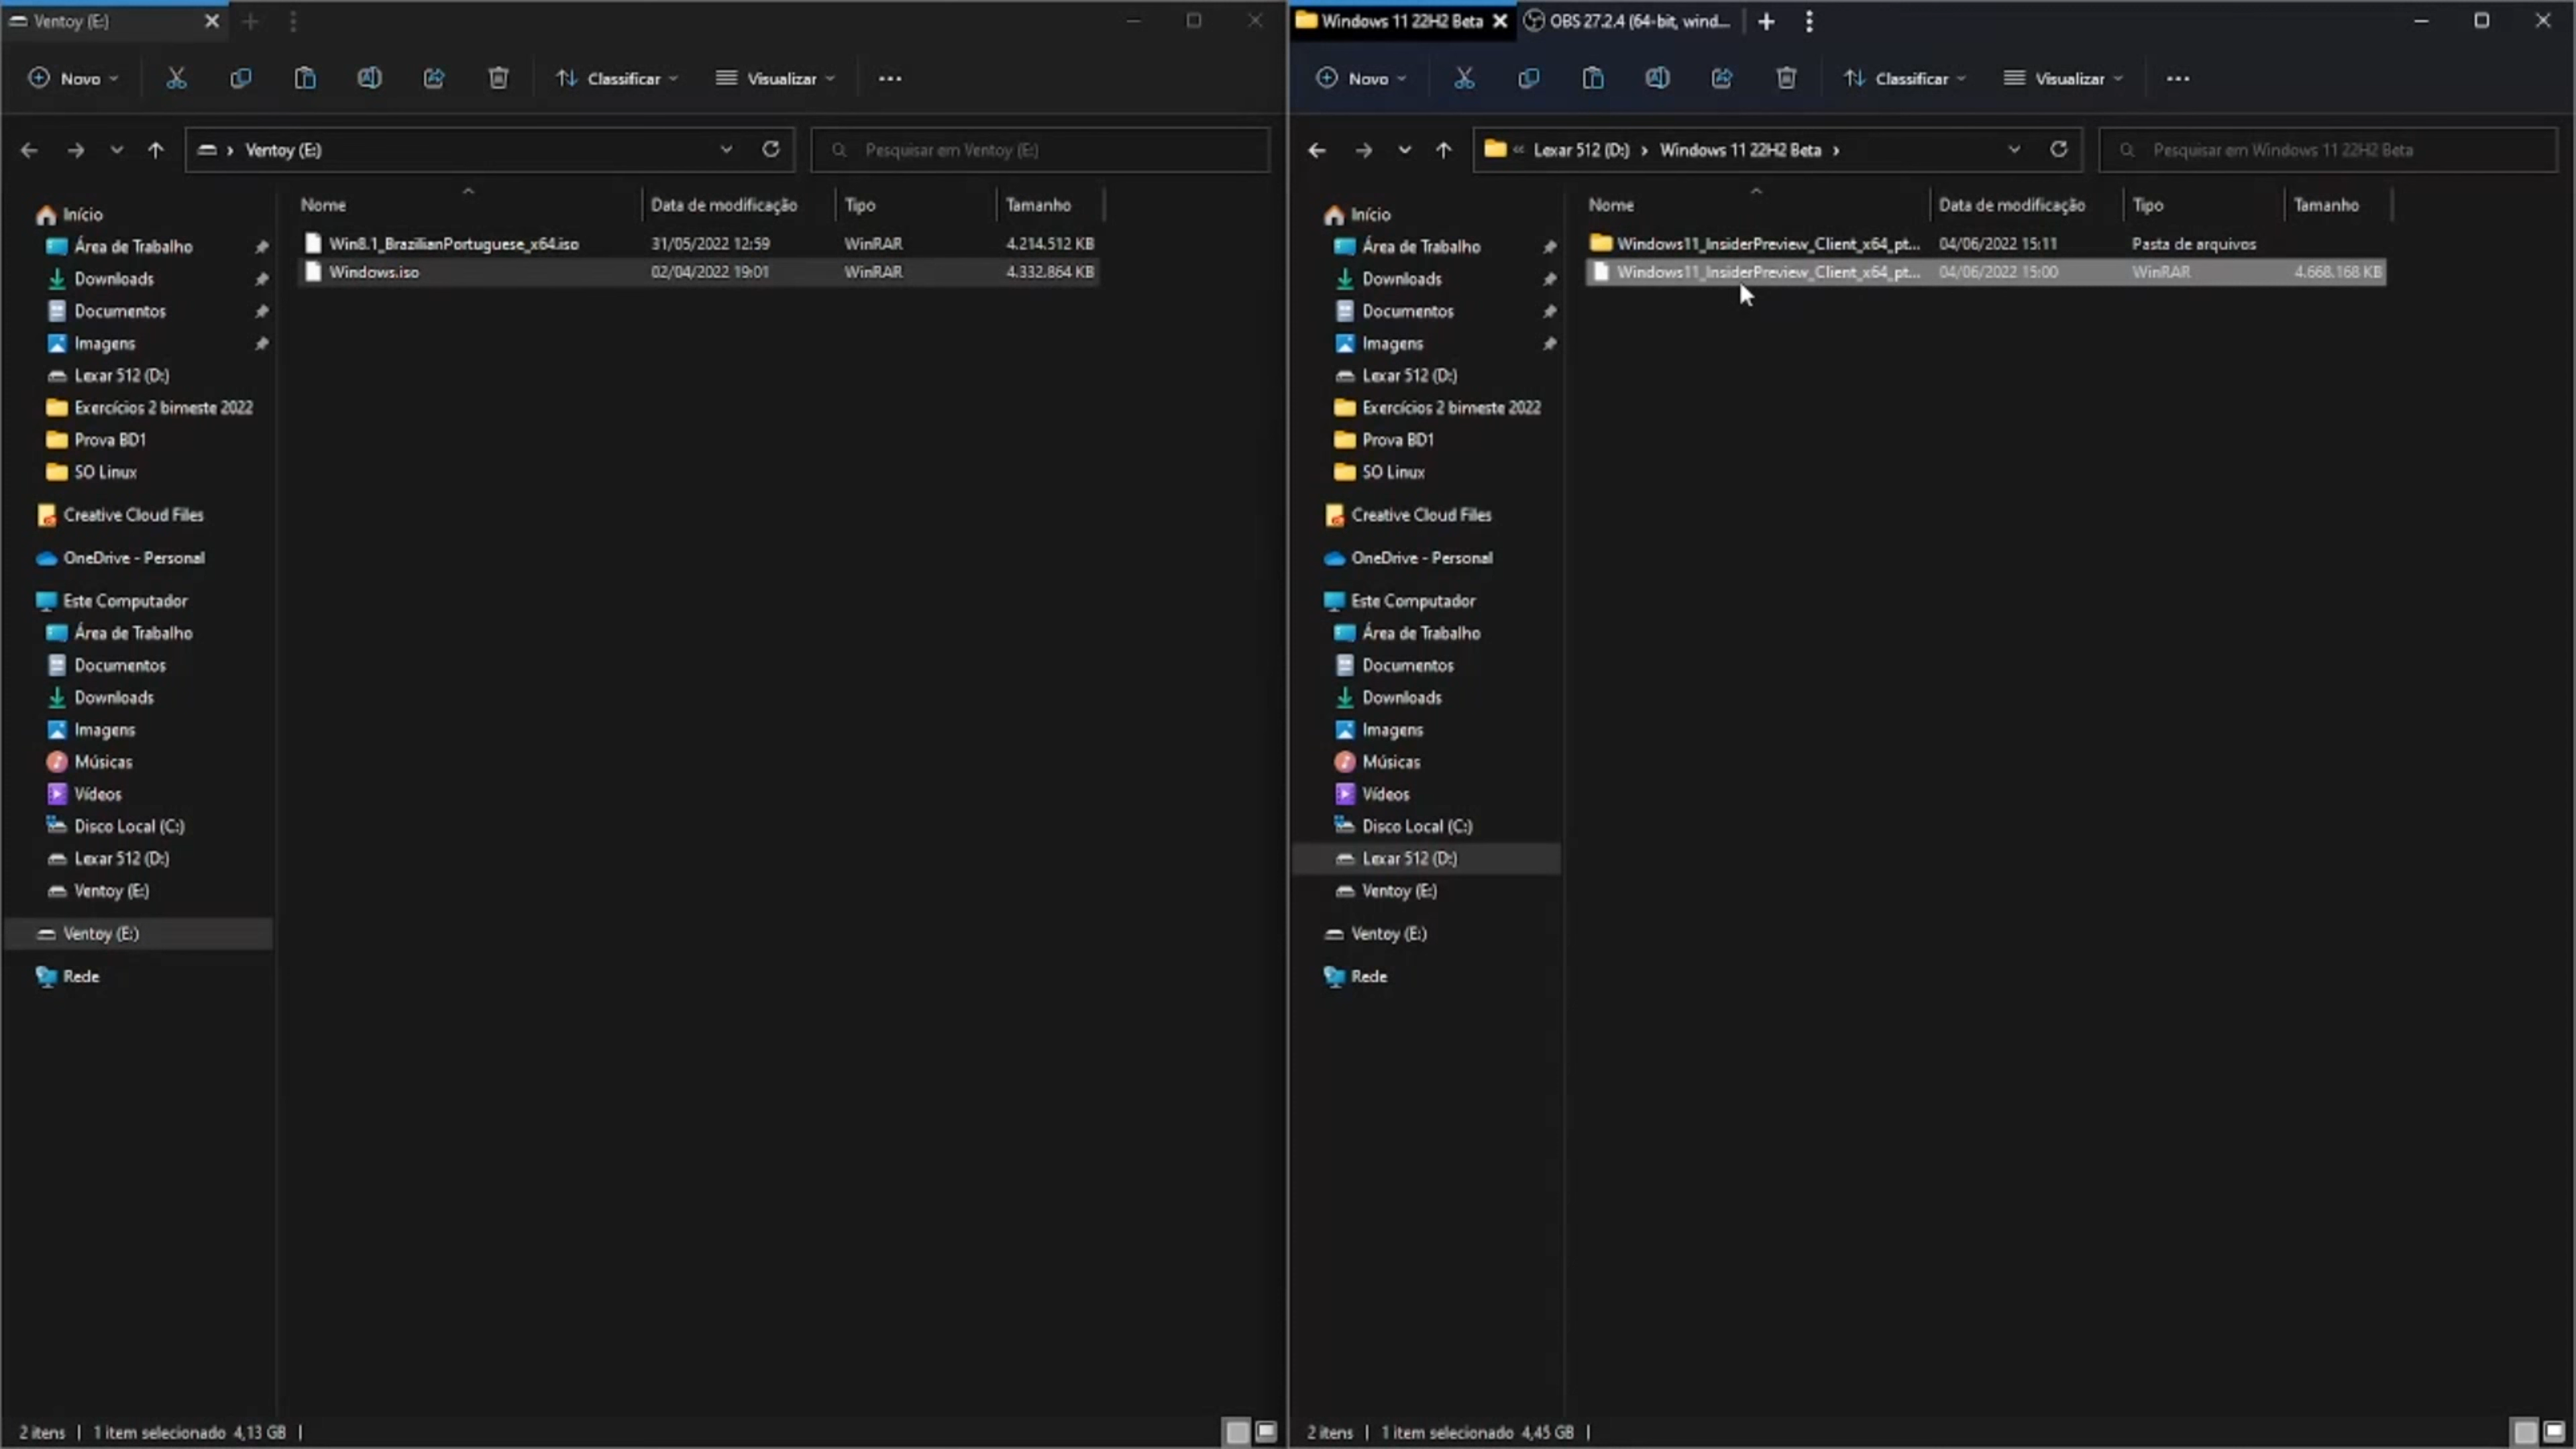 Ventoy (E:)
Novo
Classificar
Visualizar
Ventoy (E:)
Pesquisar em Ventoy (E:)
Nome
Data de modificação
Tipo
Tamanho
Win8.1_BrazilianPortuguese_x64.iso
31/05/2022 12:59
WinRAR
4.214.512 KB
Windows.iso
02/04/2022 19:01
WinRAR
4.332.864 KB
Início
Área de Trabalho
Downloads
Documentos
Imagens
Lexar 512 (D:)
Exercícios 2 bimeste 2022
Prova BD1
SO Linux
Creative Cloud Files
OneDrive - Personal
Este Computador
Área de Trabalho
Documentos
Downloads
Imagens
Músicas
Vídeos
Disco Local (C:)
Lexar 512 (D:)
Ventoy (E:)
Ventoy (E:)
Rede
2 itens | 1 item selecionado 4,13 GB |
Windows 11 22H2 Beta
OBS 27.2.4 (64-bit, wind...
Novo
Classificar
Visualizar
« Lexar 512 (D:) › Windows 11 22H2 Beta ›
Pesquisar em Windows 11 22H2 Beta
Nome
Data de modificação
Tipo
Tamanho
Windows11_InsiderPreview_Client_x64_pt...
04/06/2022 15:11
Pasta de arquivos
Windows11_InsiderPreview_Client_x64_pt...
04/06/2022 15:00
WinRAR
4.668.168 KB
Início
Área de Trabalho
Downloads
Documentos
Imagens
Lexar 512 (D:)
Exercícios 2 bimeste 2022
Prova BD1
SO Linux
Creative Cloud Files
OneDrive - Personal
Este Computador
Área de Trabalho
Documentos
Downloads
Imagens
Músicas
Vídeos
Disco Local (C:)
Lexar 512 (D:)
Ventoy (E:)
Ventoy (E:)
Rede
2 itens | 1 item selecionado 4,45 GB |